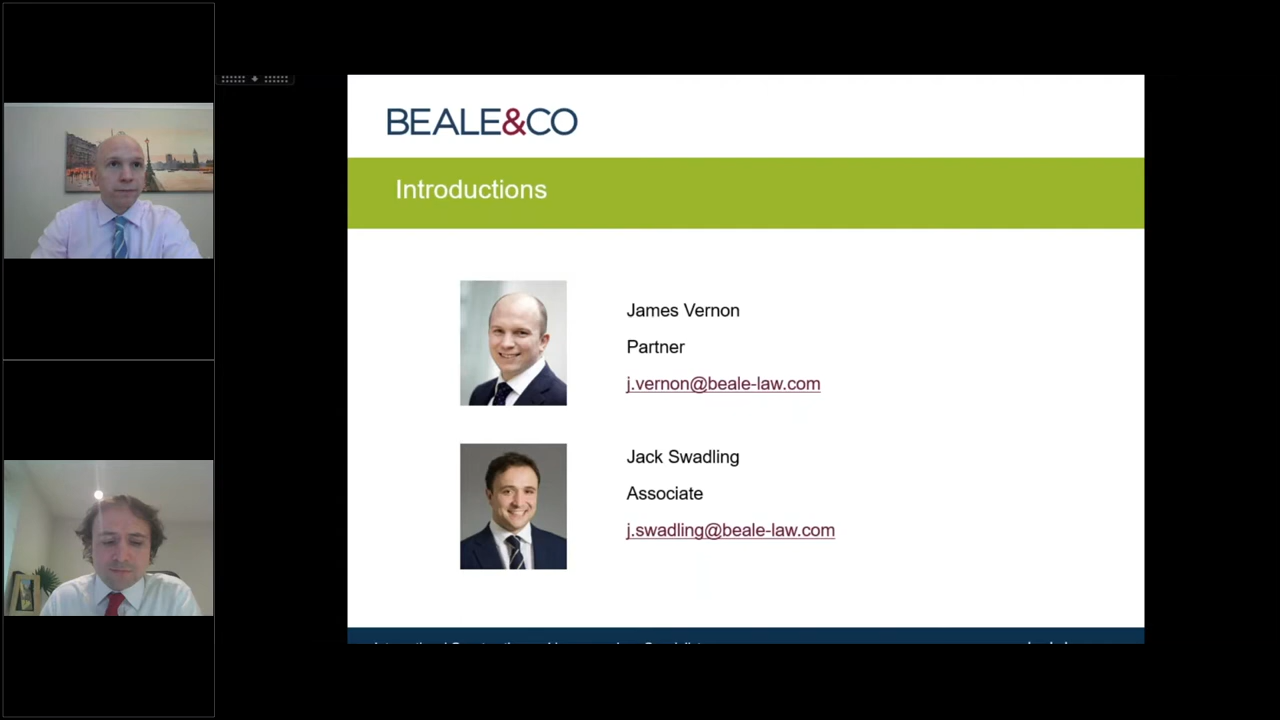 BEALE&CO
Introductions
James Vernon
Partner
j.vernon@beale-law.com
Jack Swadling
Associate
j.swadling@beale-law.com